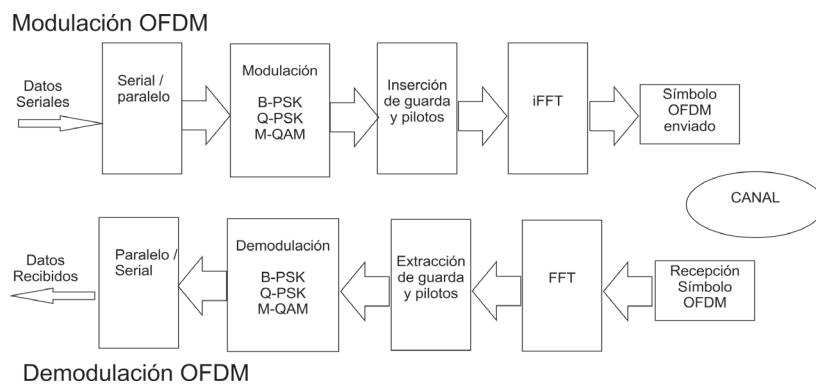 Modulación OFDM
Datos
Seriales
Serial /
paralelo
Modulación
B-PSK
Q-PSK
M-QAM
Inserción
de guarda
y pilotos
iFFT
Símbolo
OFDM
enviado
CANAL
Datos
Recibidos
Paralelo /
Serial
Demodulación
B-PSK
Q-PSK
M-QAM
Extracción
de guarda
y pilotos
FFT
Recepción
Símbolo
OFDM
Demodulación OFDM